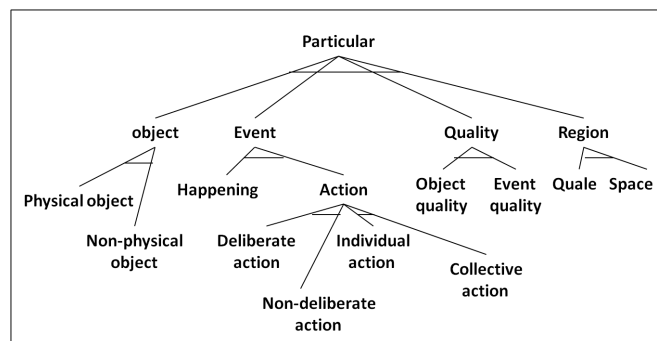 Particular
object Event Quality Region
Physical object Happening Action Object quality Event quality Quale Space
Non-physical object
Deliberate action
Individual action
Collective action
Non-deliberate action